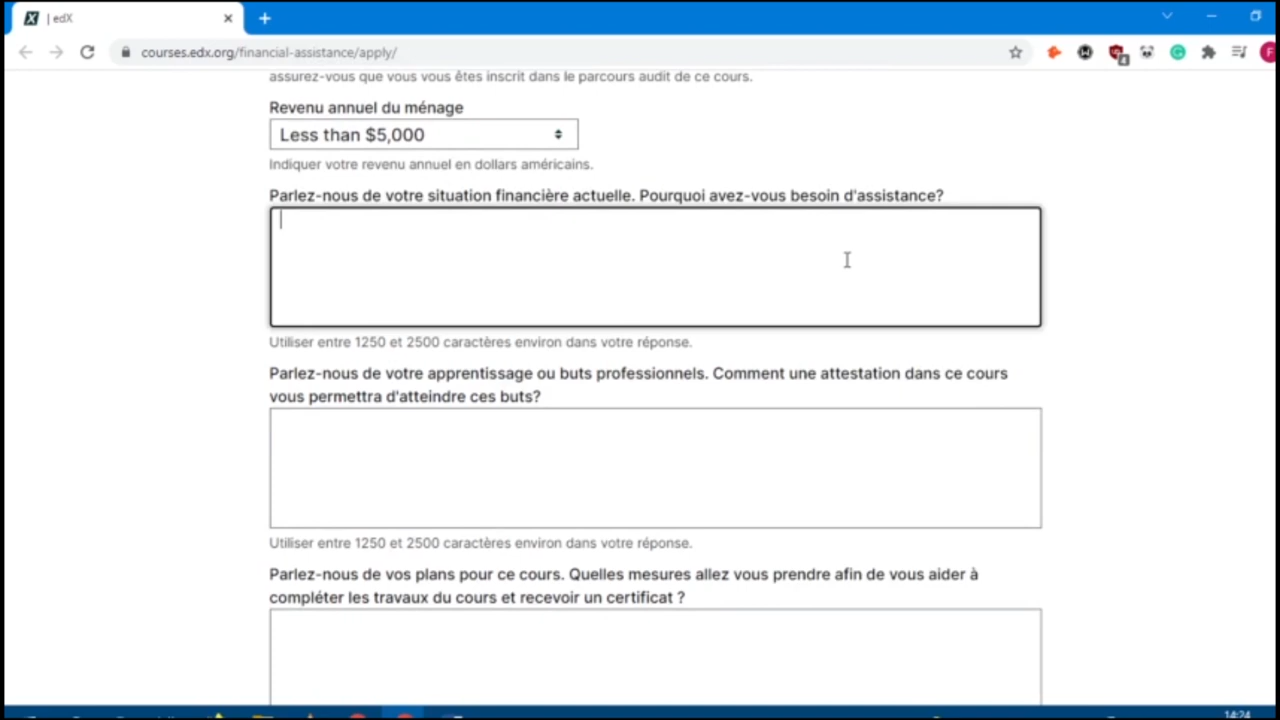 | edX
courses.edx.org/financial-assistance/apply/
assurez-vous que vous vous êtes inscrit dans le parcours audit de ce cours.
Revenu annuel du ménage
Less than $5,000
Indiquer votre revenu annuel en dollars américains.
Parlez-nous de votre situation financière actuelle. Pourquoi avez-vous besoin d'assistance?
Utiliser entre 1250 et 2500 caractères environ dans votre réponse.
Parlez-nous de votre apprentissage ou buts professionnels. Comment une attestation dans ce cours
vous permettra d'atteindre ces buts?
Utiliser entre 1250 et 2500 caractères environ dans votre réponse.
Parlez-nous de vos plans pour ce cours. Quelles mesures allez vous prendre afin de vous aider à
compléter les travaux du cours et recevoir un certificat ?
14:24